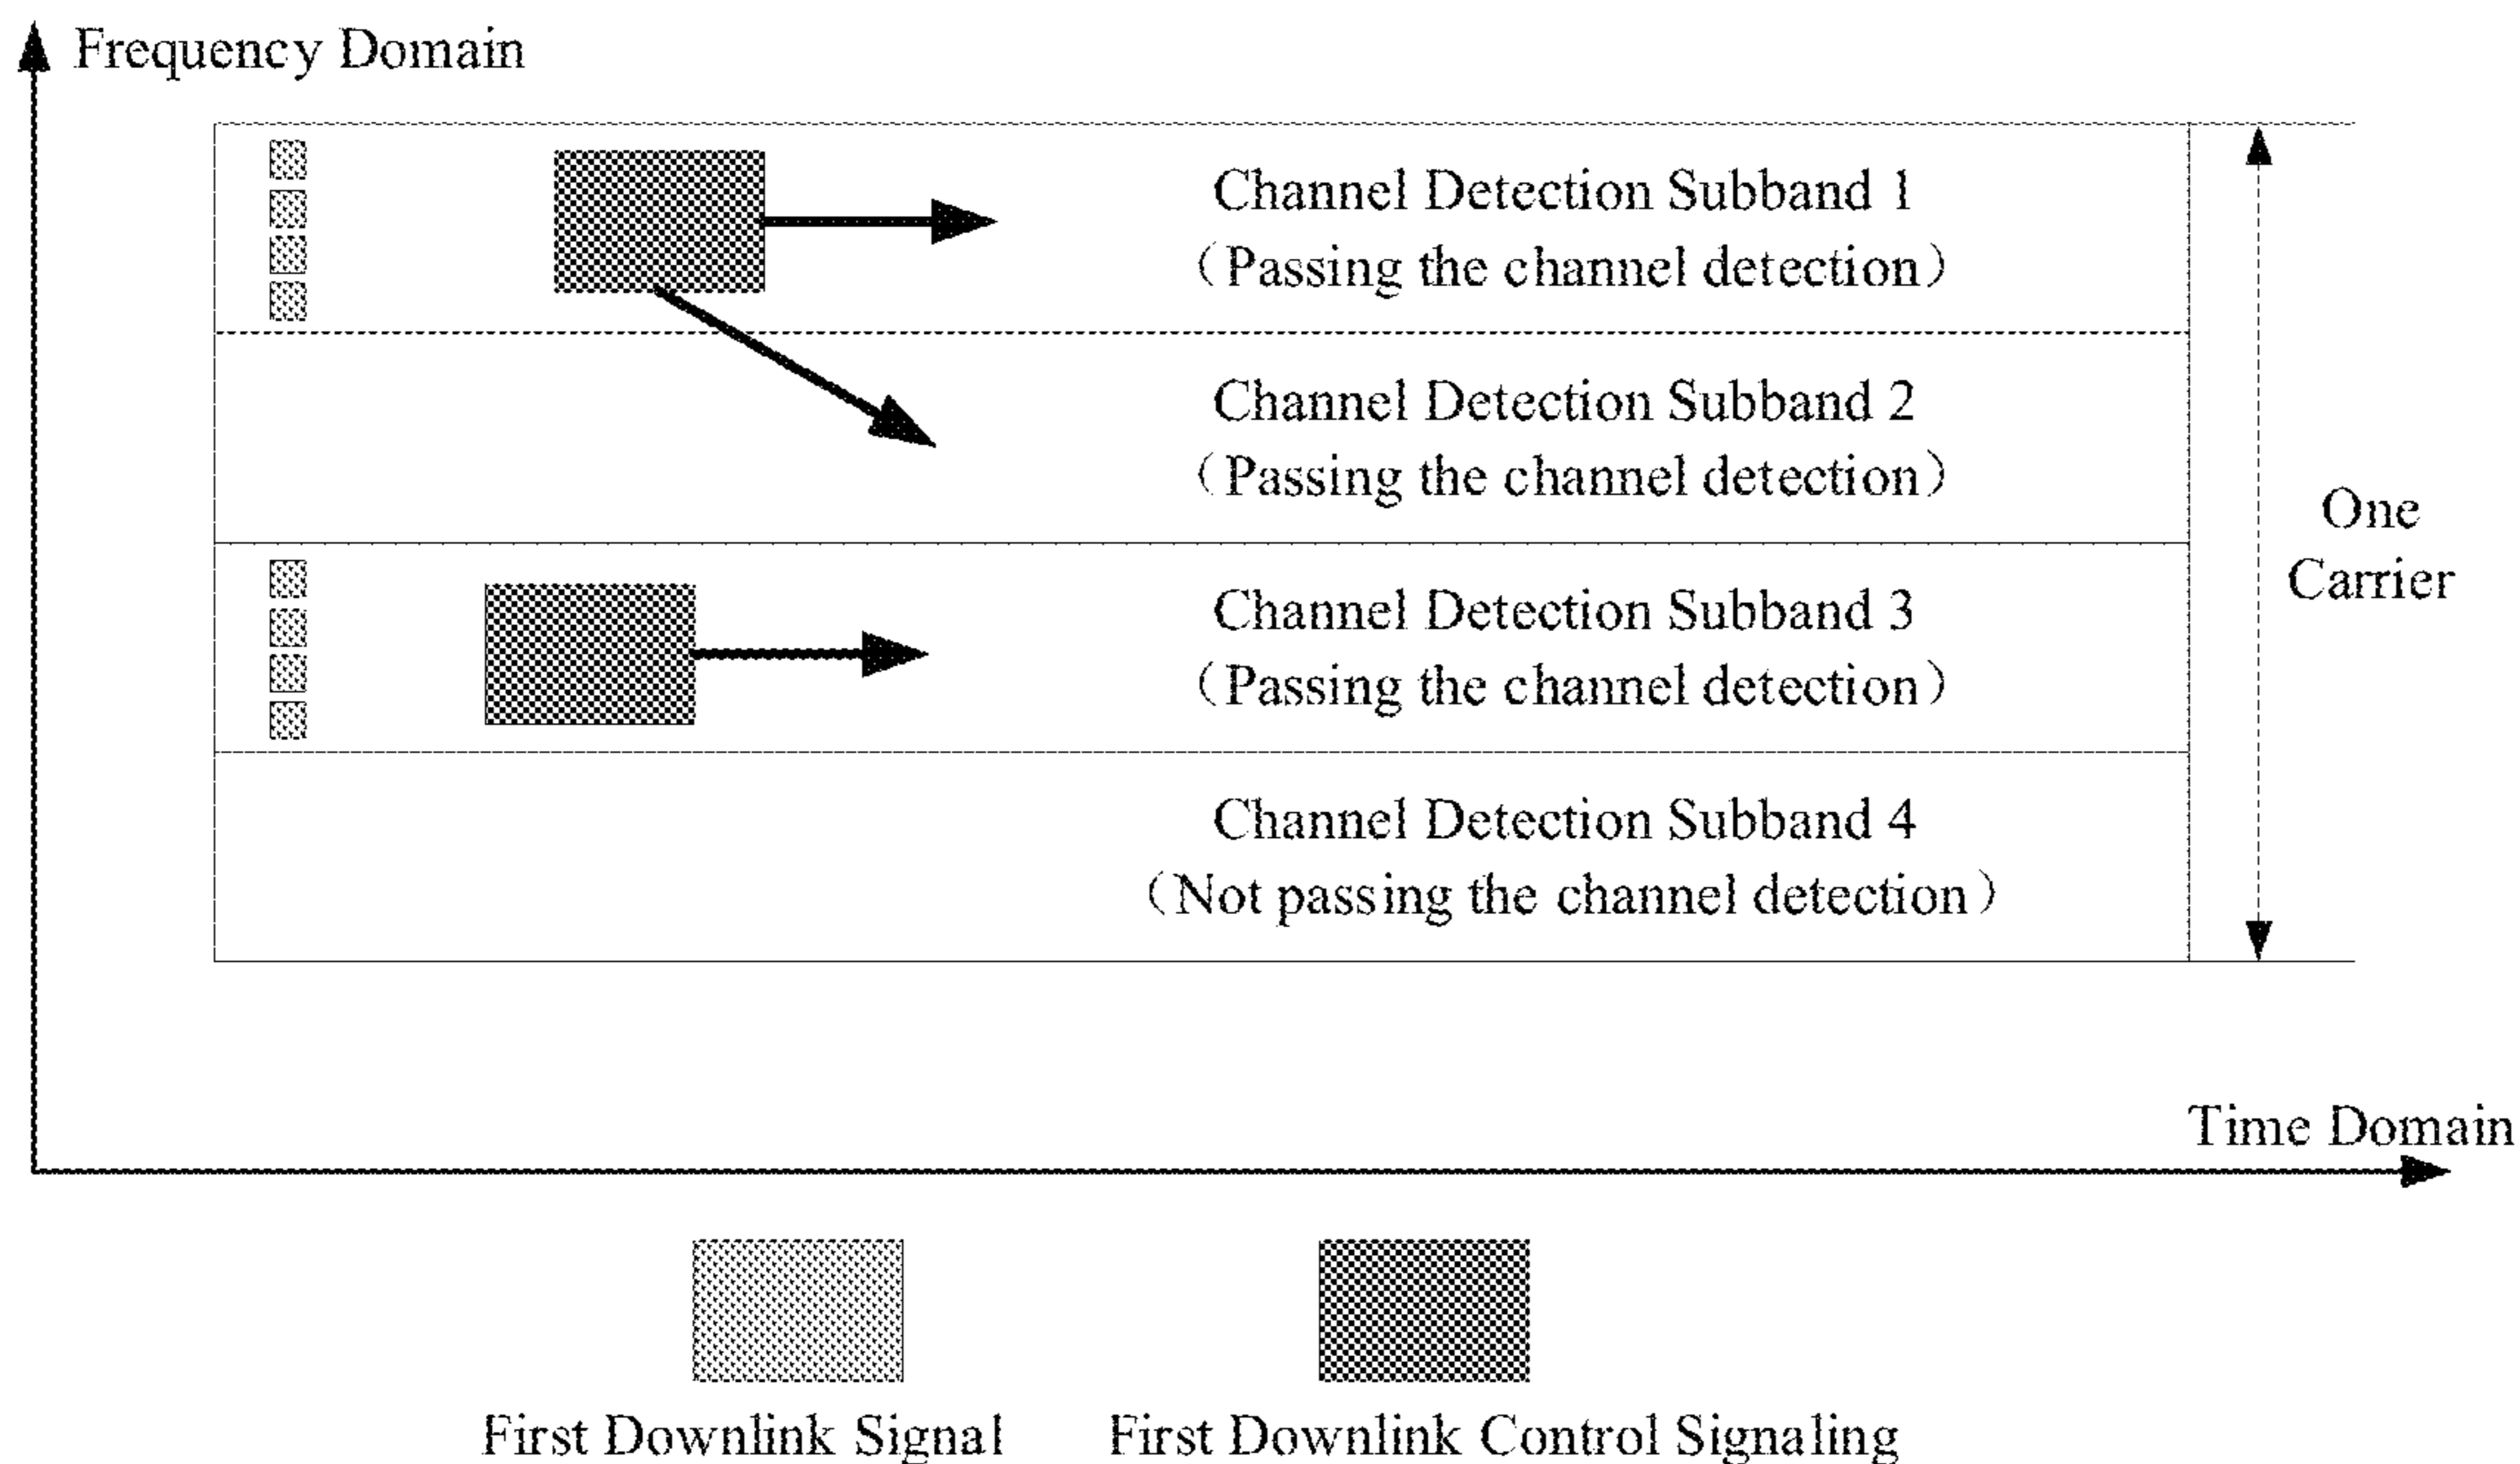 Frequency Domain
Channel Detection Subband 1
（Passing the channel detection）
Channel Detection Subband 2
（Passing the channel detection）
One
Carrier
Channel Detection Subband 3
（Passing the channel detection）
Channel Detection Subband 4
（Not passing the channel detection）
Time Domain
First Downlink Signal
First Downlink Control Signaling